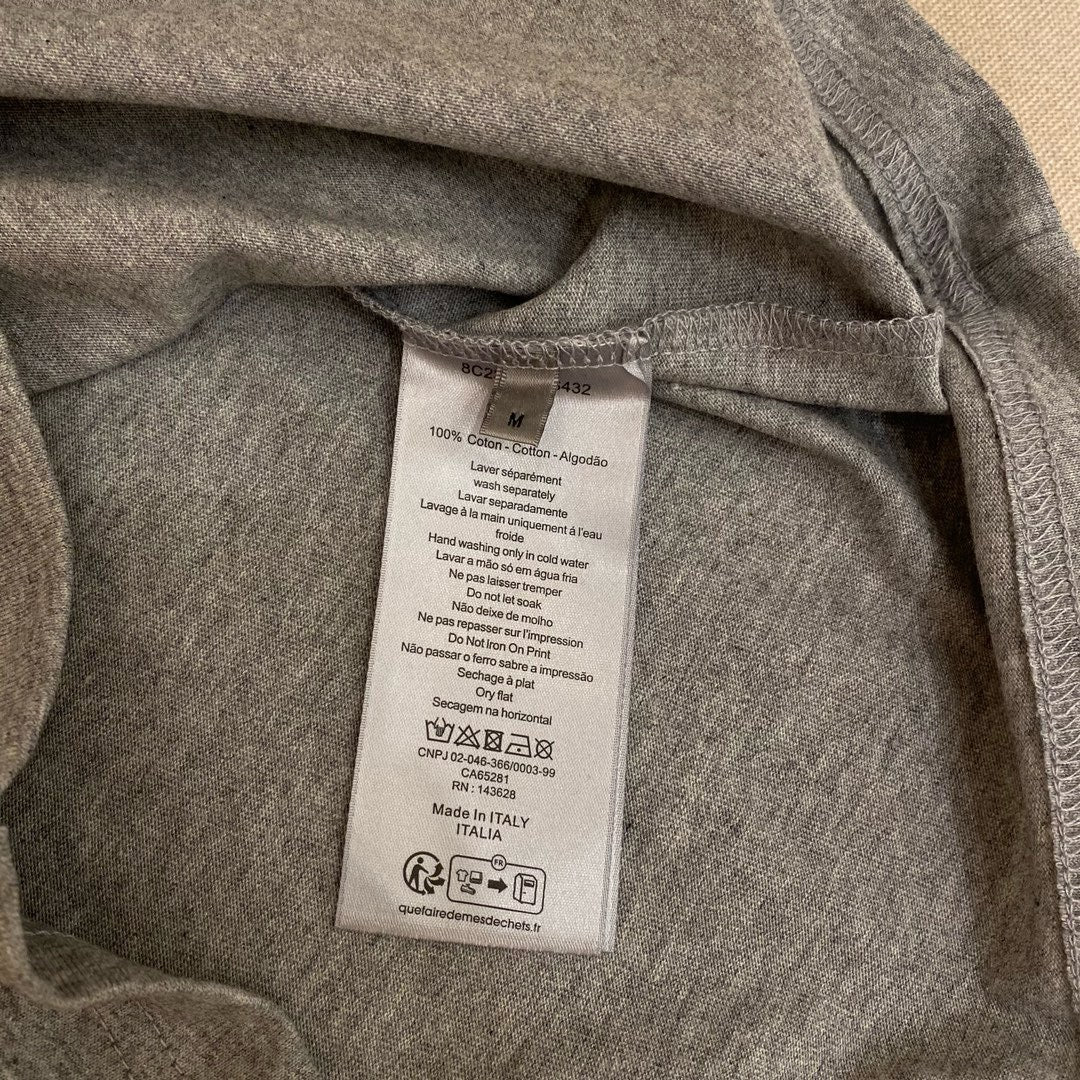 8C2 5432
M
100% Coton - Cotton - Algodão
Laver séparément
wash separately
Lavar separadamente
Lavage à la main uniquement á l'eau
froide
Hand washing only in cold water
Lavar a mão só em água fria
Ne pas laisser tremper
Do not let soak
Não deixe de molho
Ne pas repasser sur l'impression
Do Not Iron On Print
Não passar o ferro sabre a impressão
Sechage à plat
Ory flat
Secagem na horizontal
CNPJ 02-046-366/0003-99
CA65281
RN : 143628
Made In ITALY
ITALIA
FR
quefairedemesdechets.fr